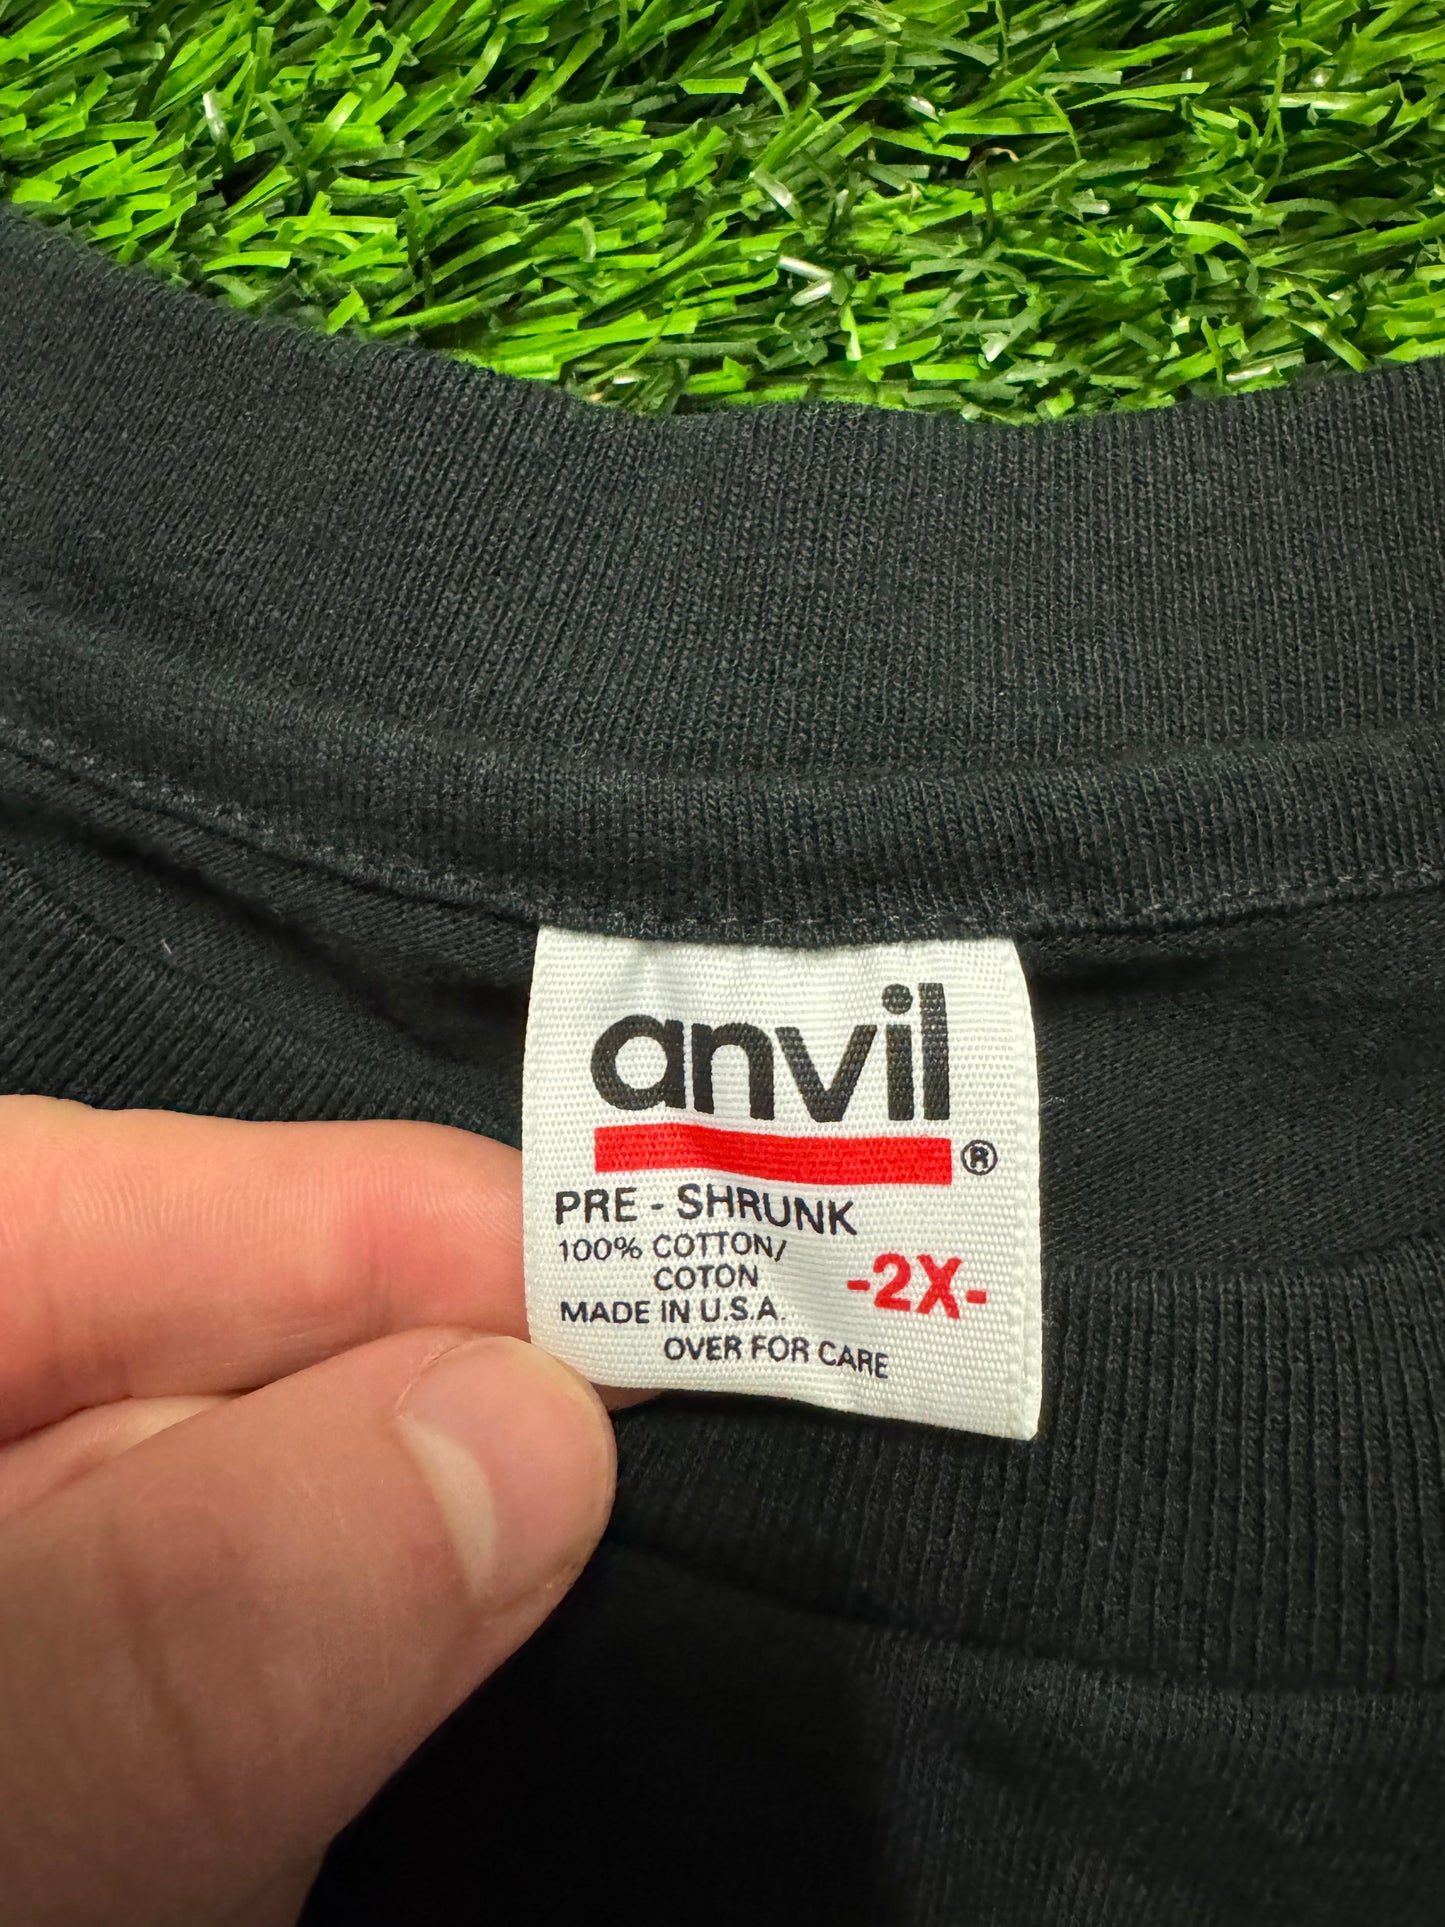 anvil®
PRE - SHRUNK
100% COTTON/
COTON
-2X-
MADE IN U.S.A.
OVER FOR CARE